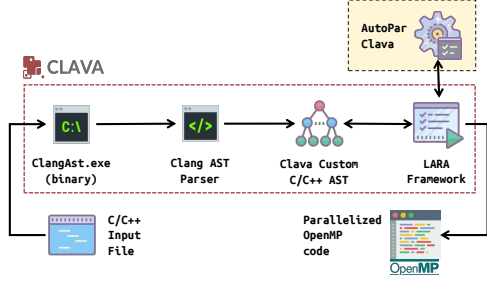 AutoPar
Clava
CLAVA
C:\
</>
ClangAst.exe
(binary)
Clang AST
Parser
Clava Custom
C/C++ AST
LARA
Framework
C/C++
Input
File
Parallelized
OpenMP
code
OpenMP